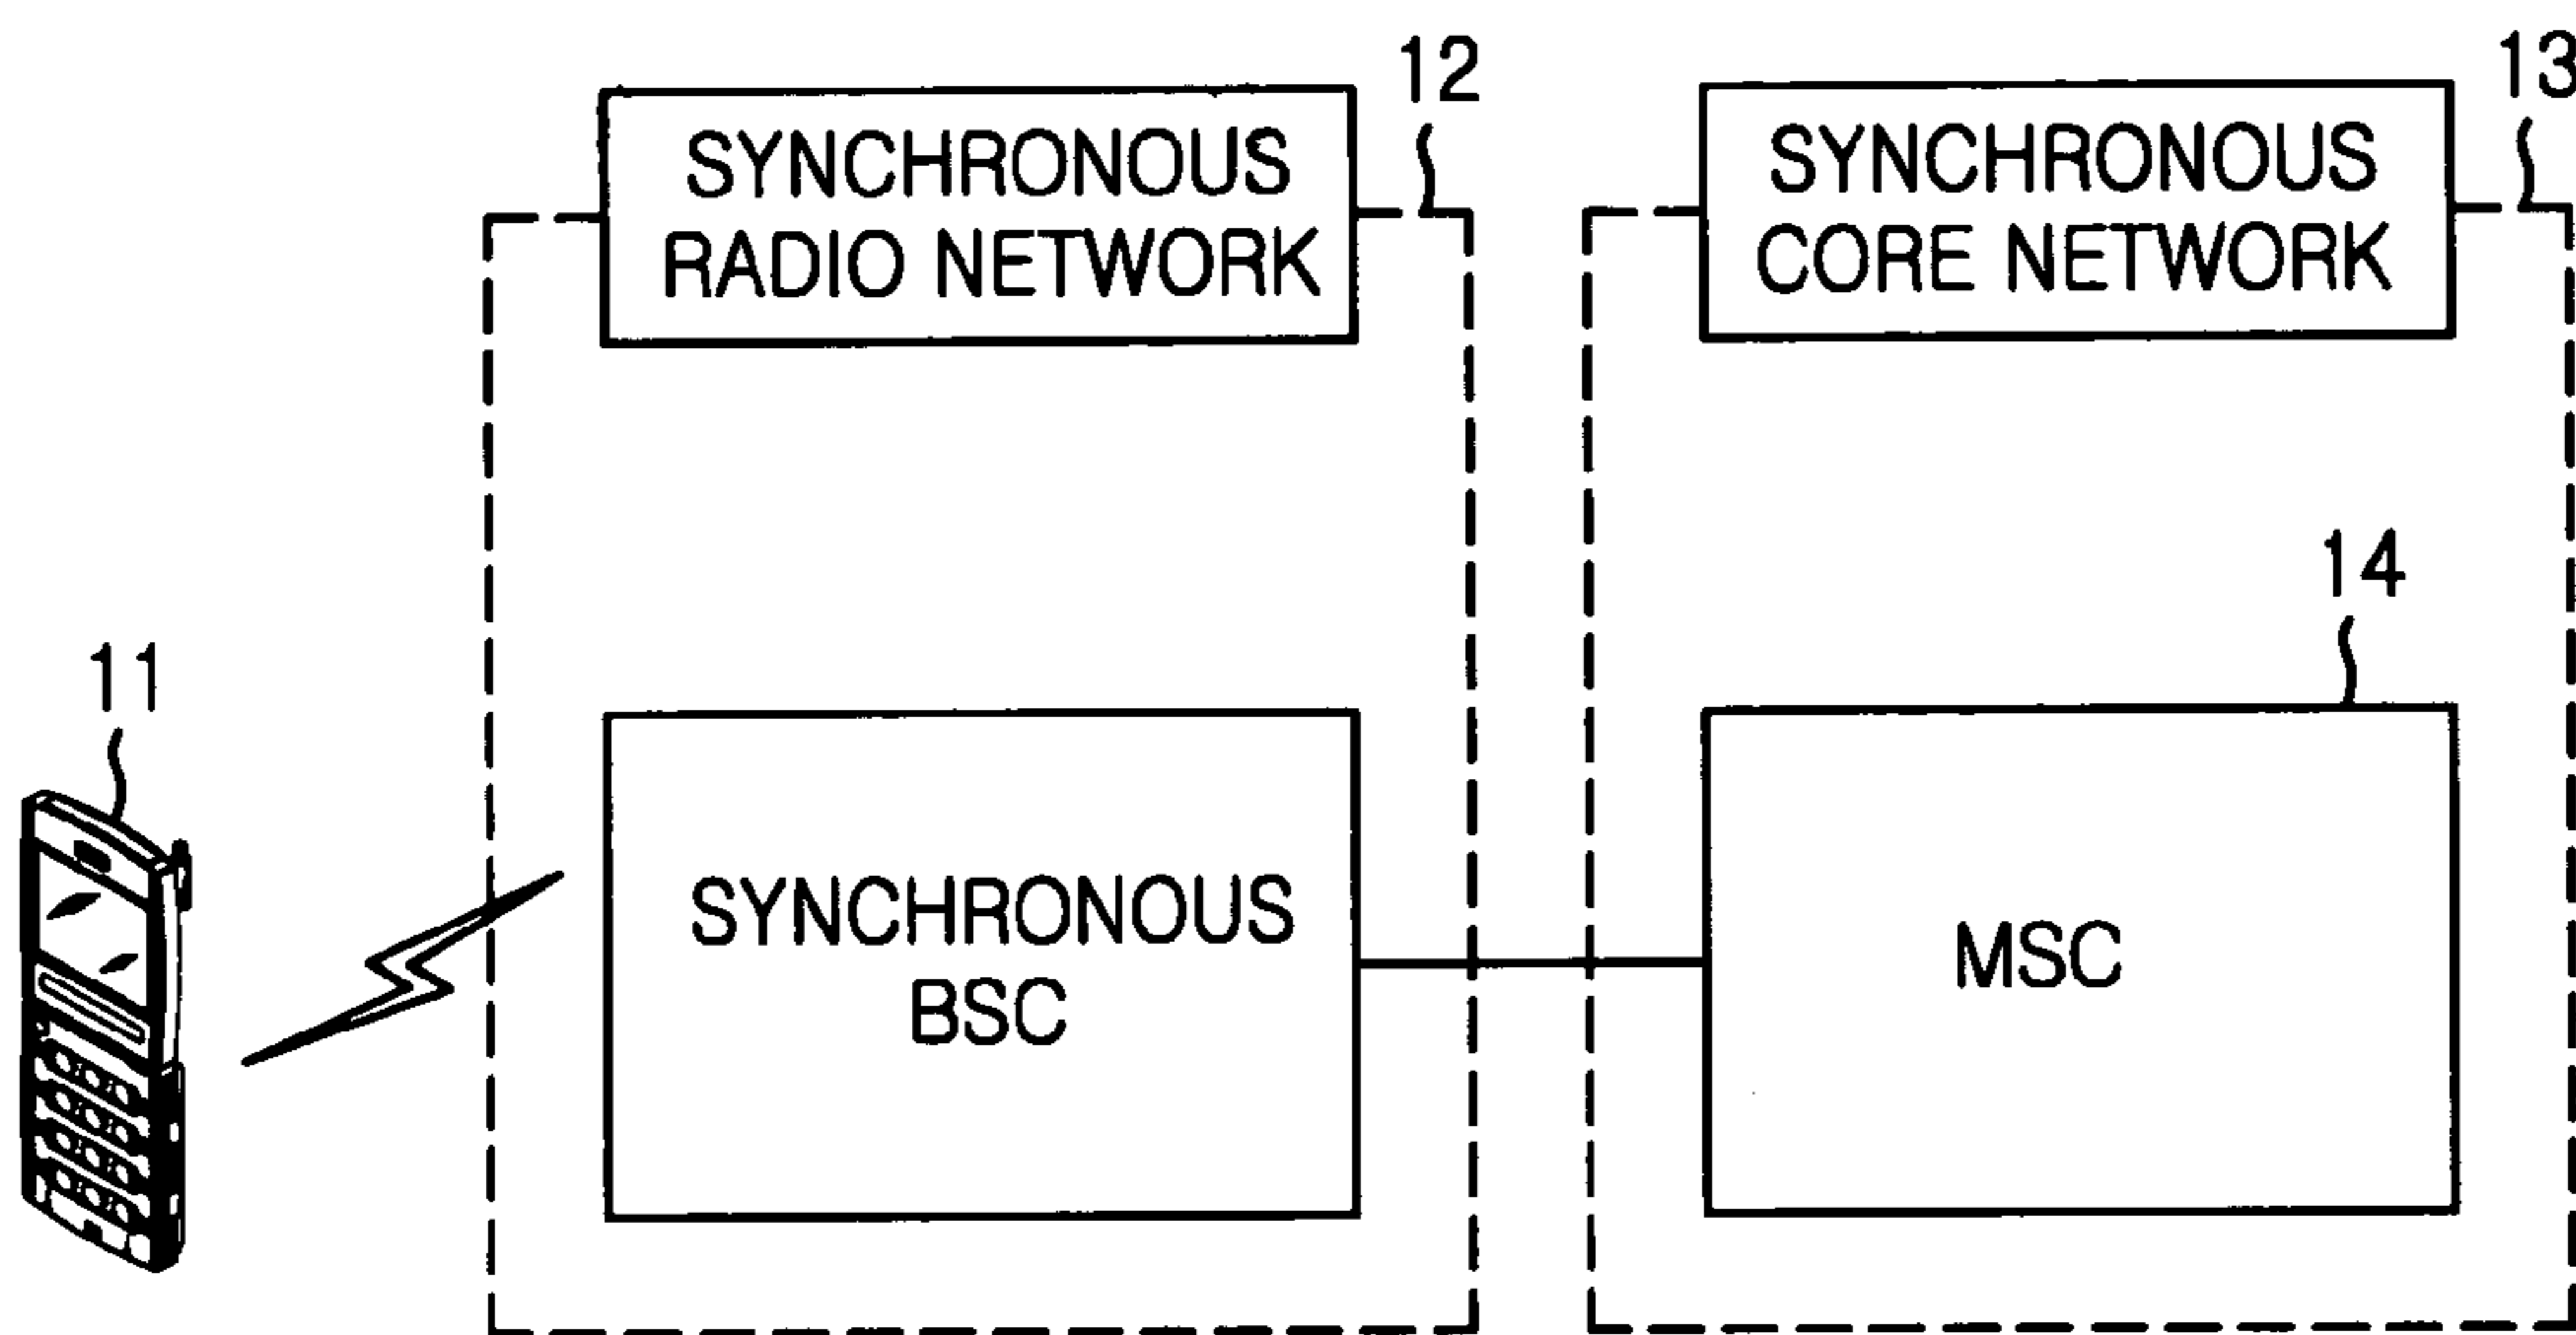 12
13
SYNCHRONOUS
RADIO NETWORK
SYNCHRONOUS
CORE NETWORK
14
11
SYNCHRONOUS
BSC
MSC